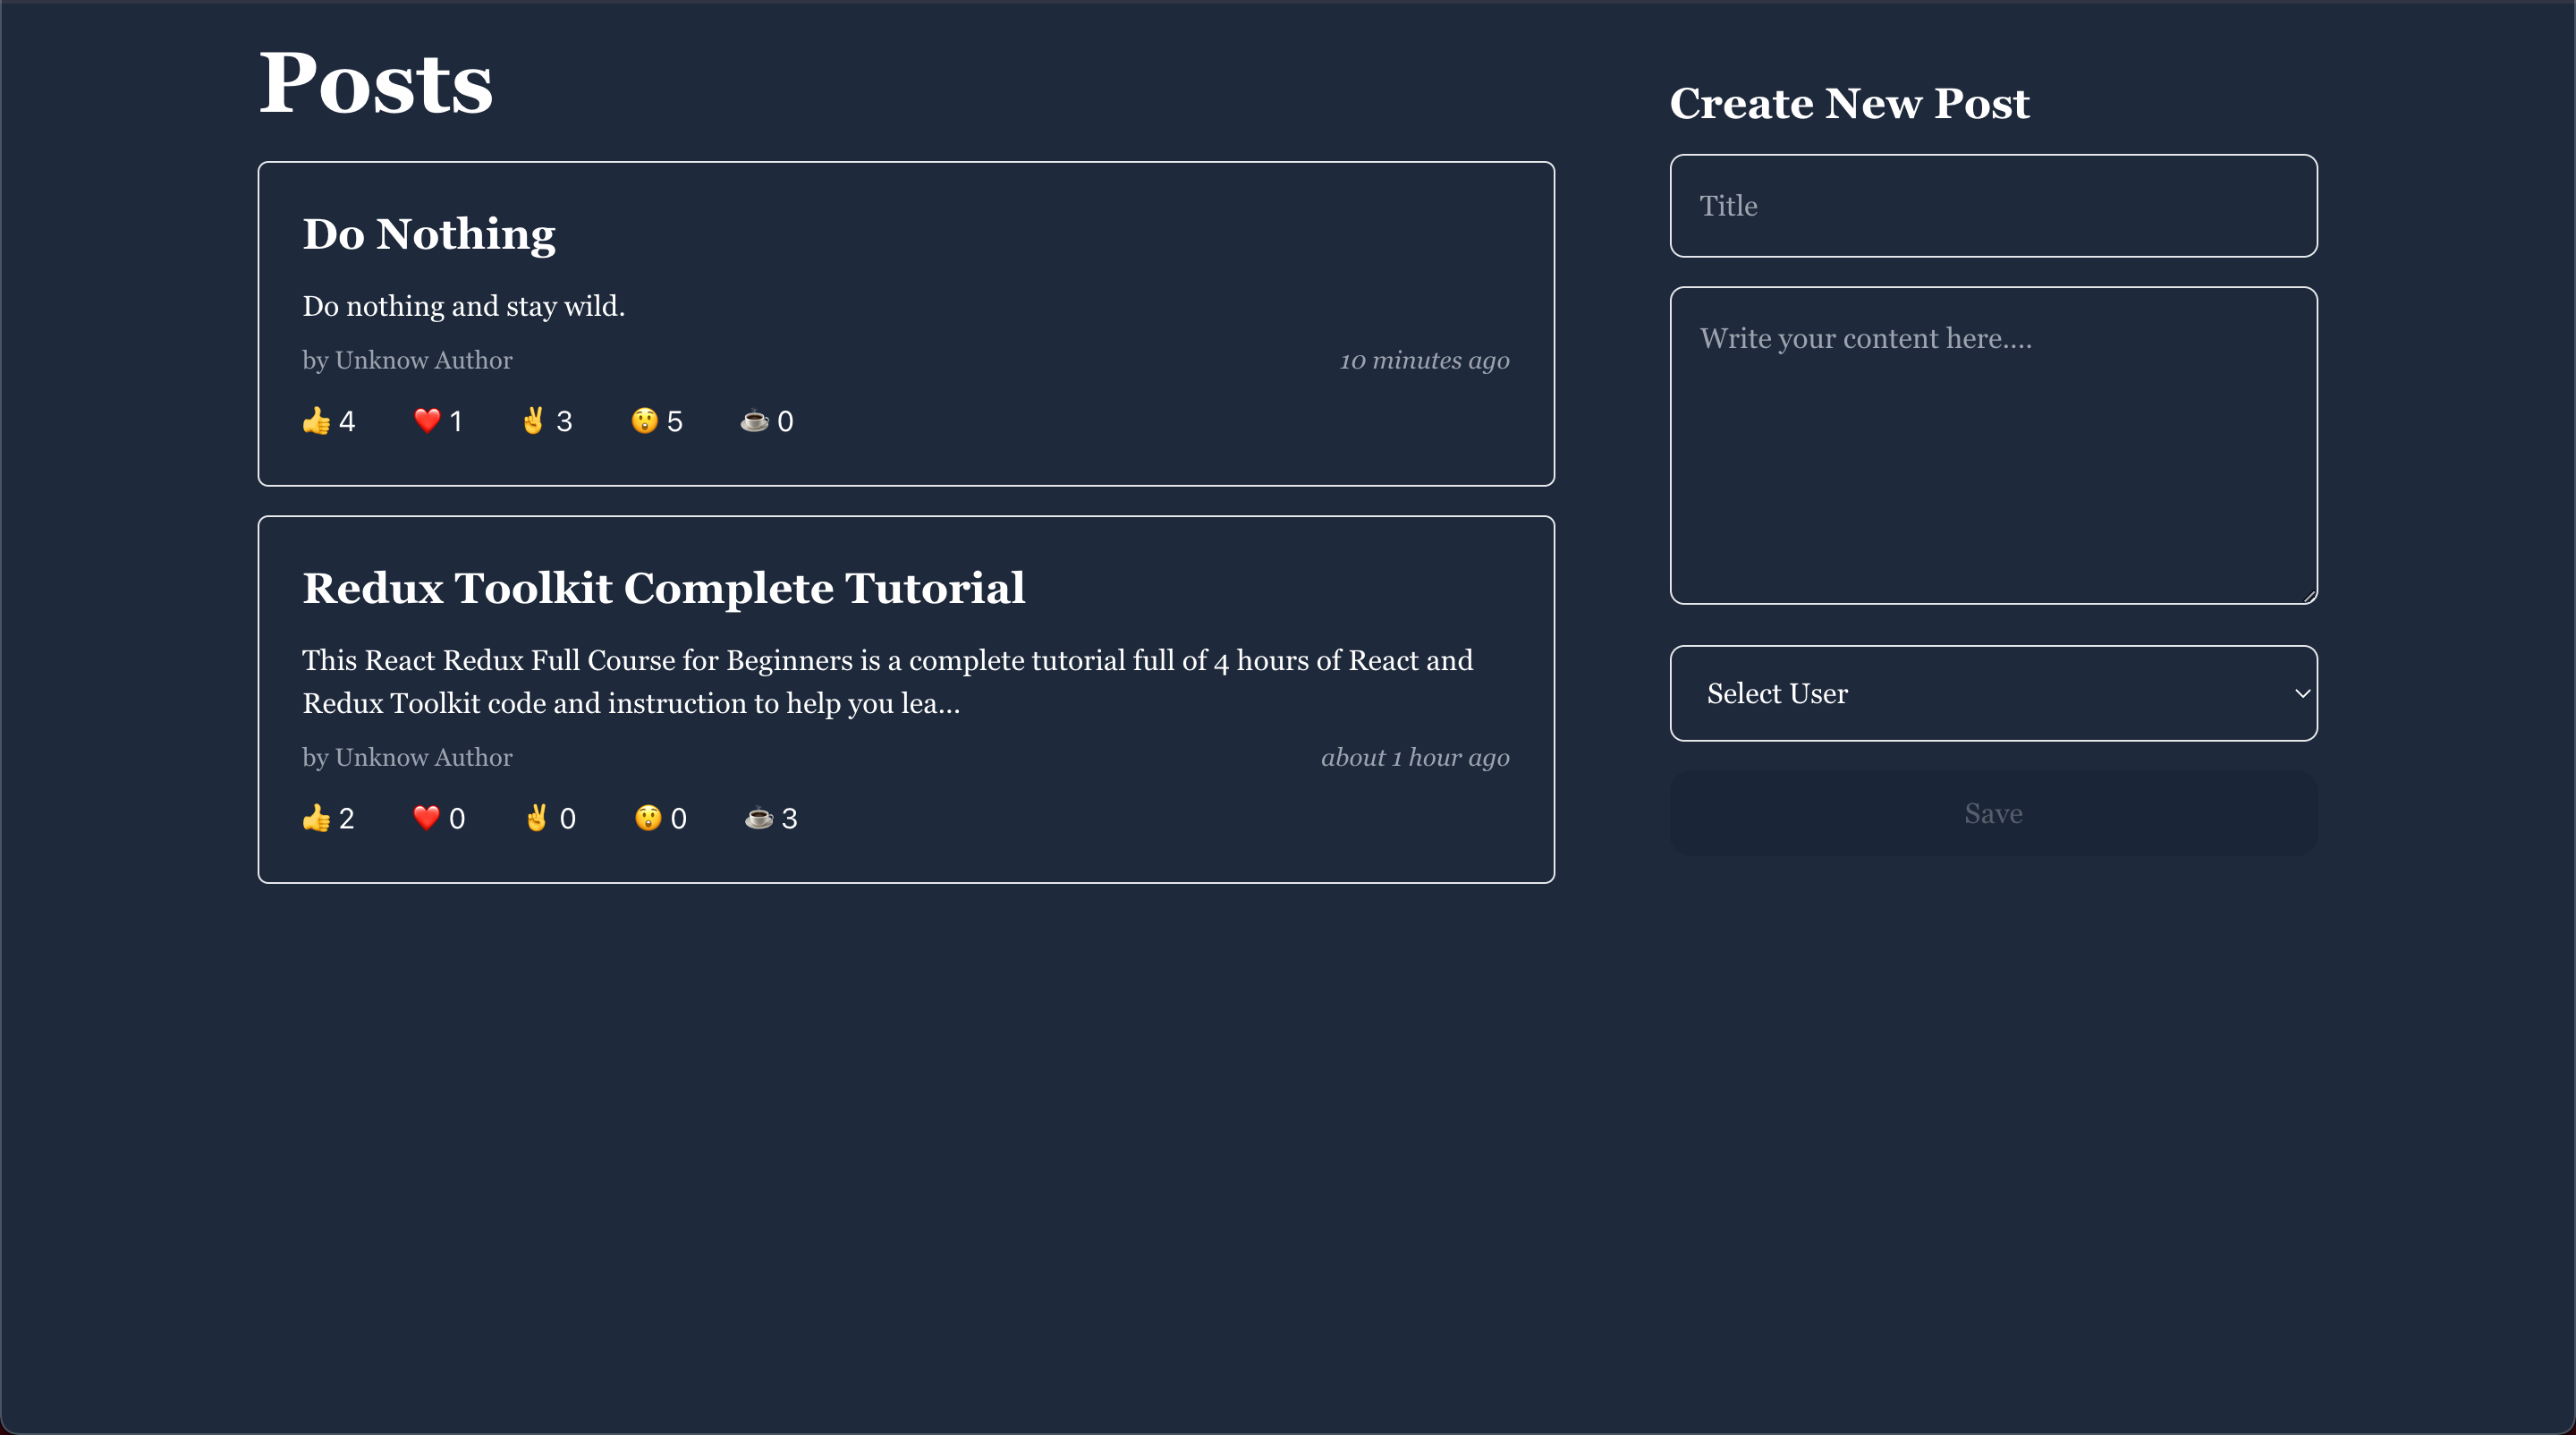 Posts
Do Nothing
Do nothing and stay wild.
by Unknow Author
10 minutes ago
👍 4 ❤️ 1 ✌️ 3 😲 5 ☕ 0
Redux Toolkit Complete Tutorial
This React Redux Full Course for Beginners is a complete tutorial full of 4 hours of React and
Redux Toolkit code and instruction to help you lea...
by Unknow Author
about 1 hour ago
👍 2 ❤️ 0 ✌️ 0 😲 0 ☕ 3
Create New Post
Title
Write your content here....
Select User
Save